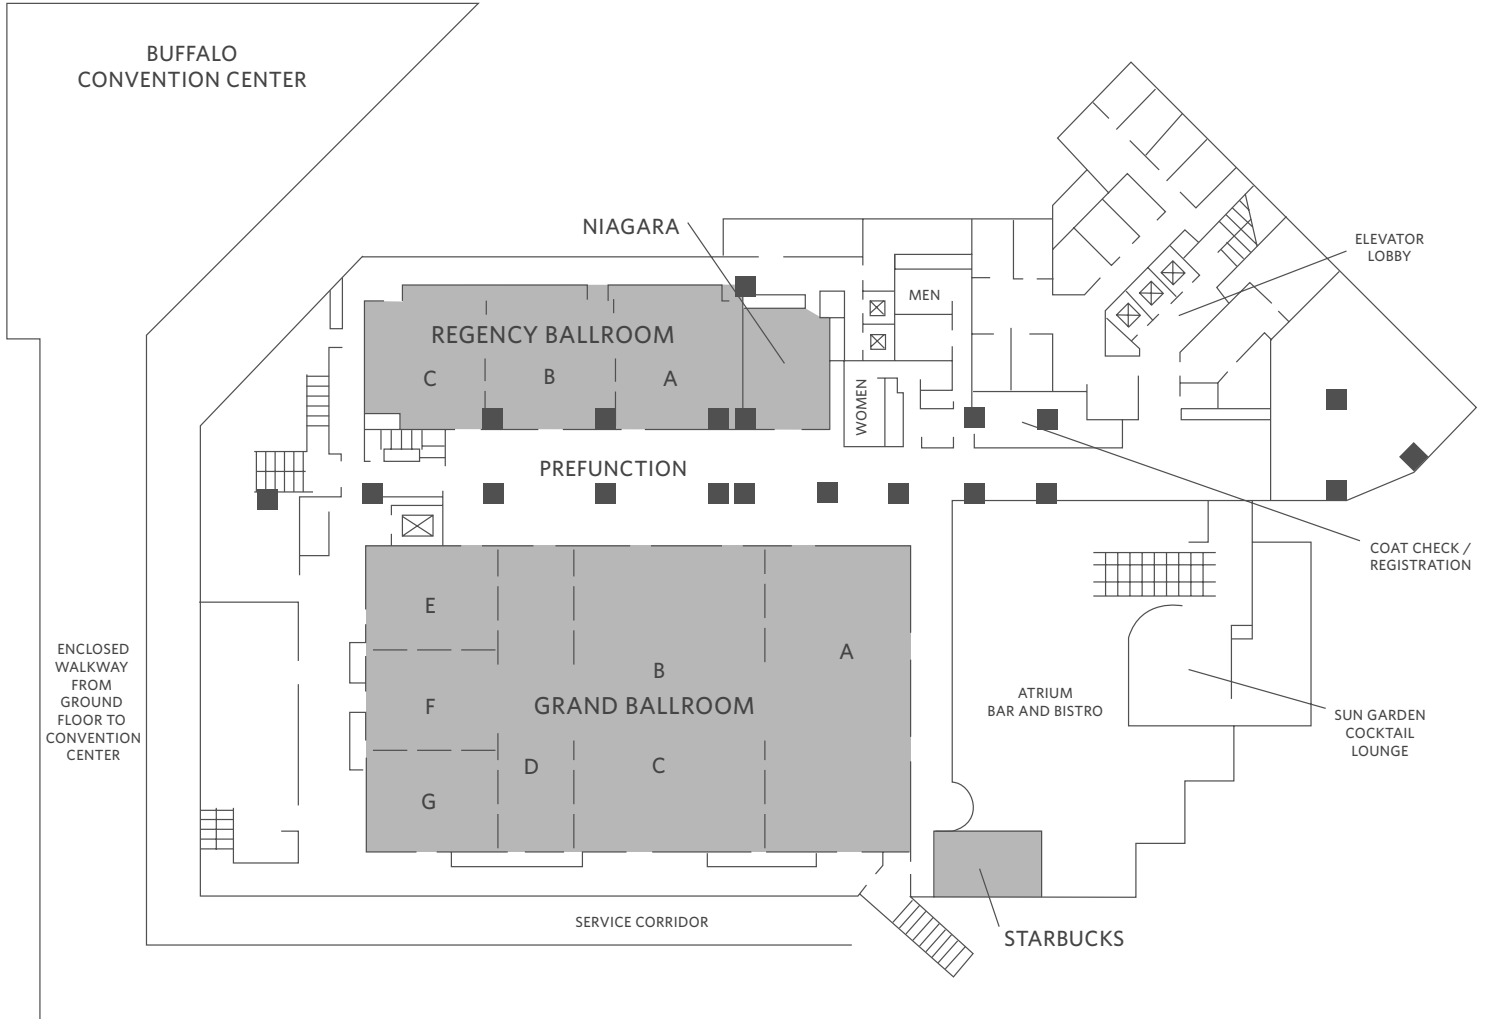 BUFFALO
CONVENTION CENTER
NIAGARA
ELEVATOR
LOBBY
MEN
REGENCY BALLROOM
C
B
A
WOMEN
PREFUNCTION
COAT CHECK /
REGISTRATION
E
ENCLOSED
WALKWAY
FROM
GROUND
FLOOR TO
CONVENTION
CENTER
A
B
F
GRAND BALLROOM
ATRIUM
BAR AND BISTRO
SUN GARDEN
COCKTAIL
LOUNGE
D
C
G
SERVICE CORRIDOR
STARBUCKS